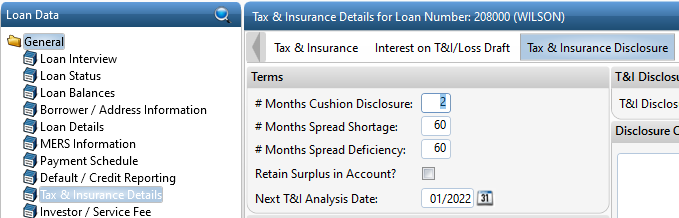 Loan Data
General
Loan Interview
Loan Status
Loan Balances
Borrower / Address Information
Loan Details
MERS Information
Payment Schedule
Default / Credit Reporting
Tax & Insurance Details
Investor / Service Fee
Tax & Insurance Details for Loan Number: 208000 (WILSON)
Tax & Insurance Interest on T&I/Loss Draft Tax & Insurance Disclosure
Terms
# Months Cushion Disclosure: 2
# Months Spread Shortage: 60
# Months Spread Deficiency: 60
Retain Surplus in Account?
Next T&I Analysis Date: 01/2022 31
T&I Disclosu
T&I Disclos
Disclosure C